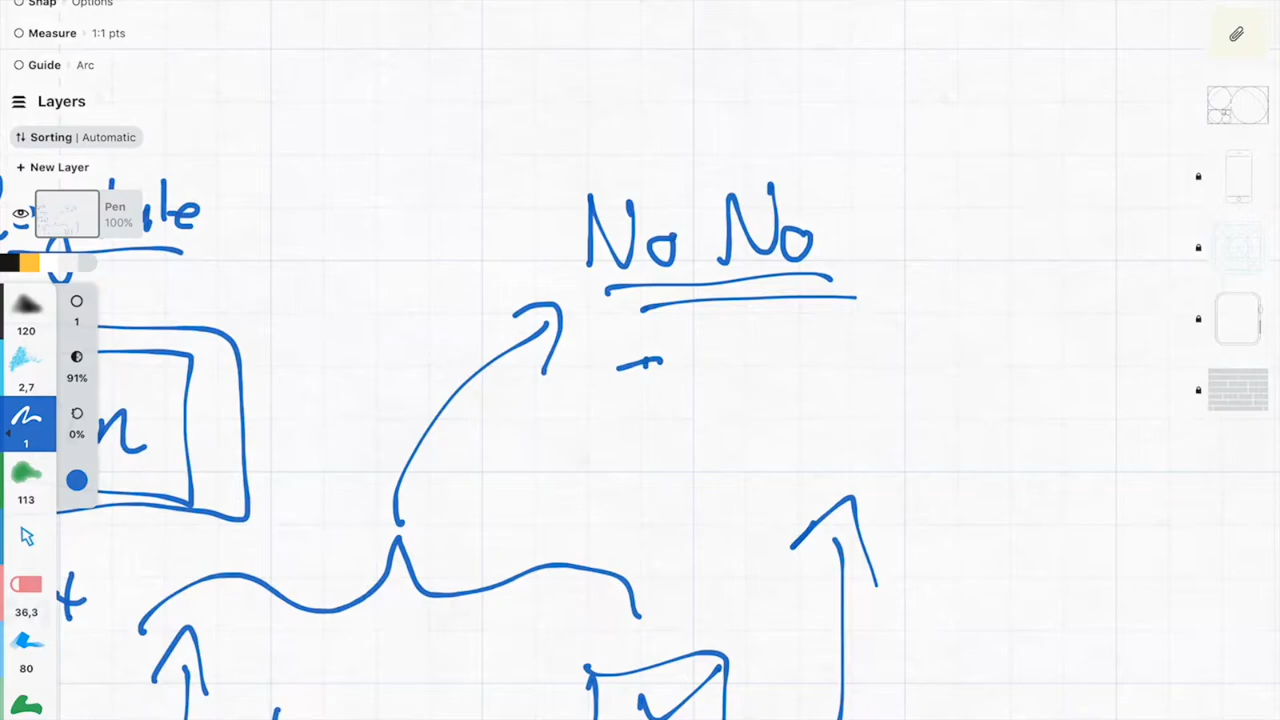 Snap Options
Measure 1:1 pts
Guide Arc
Layers
Sorting | Automatic
+ New Layer
Pen
100%
No No
120
1
2,7
91%
1
0%
n
113
36,3
80